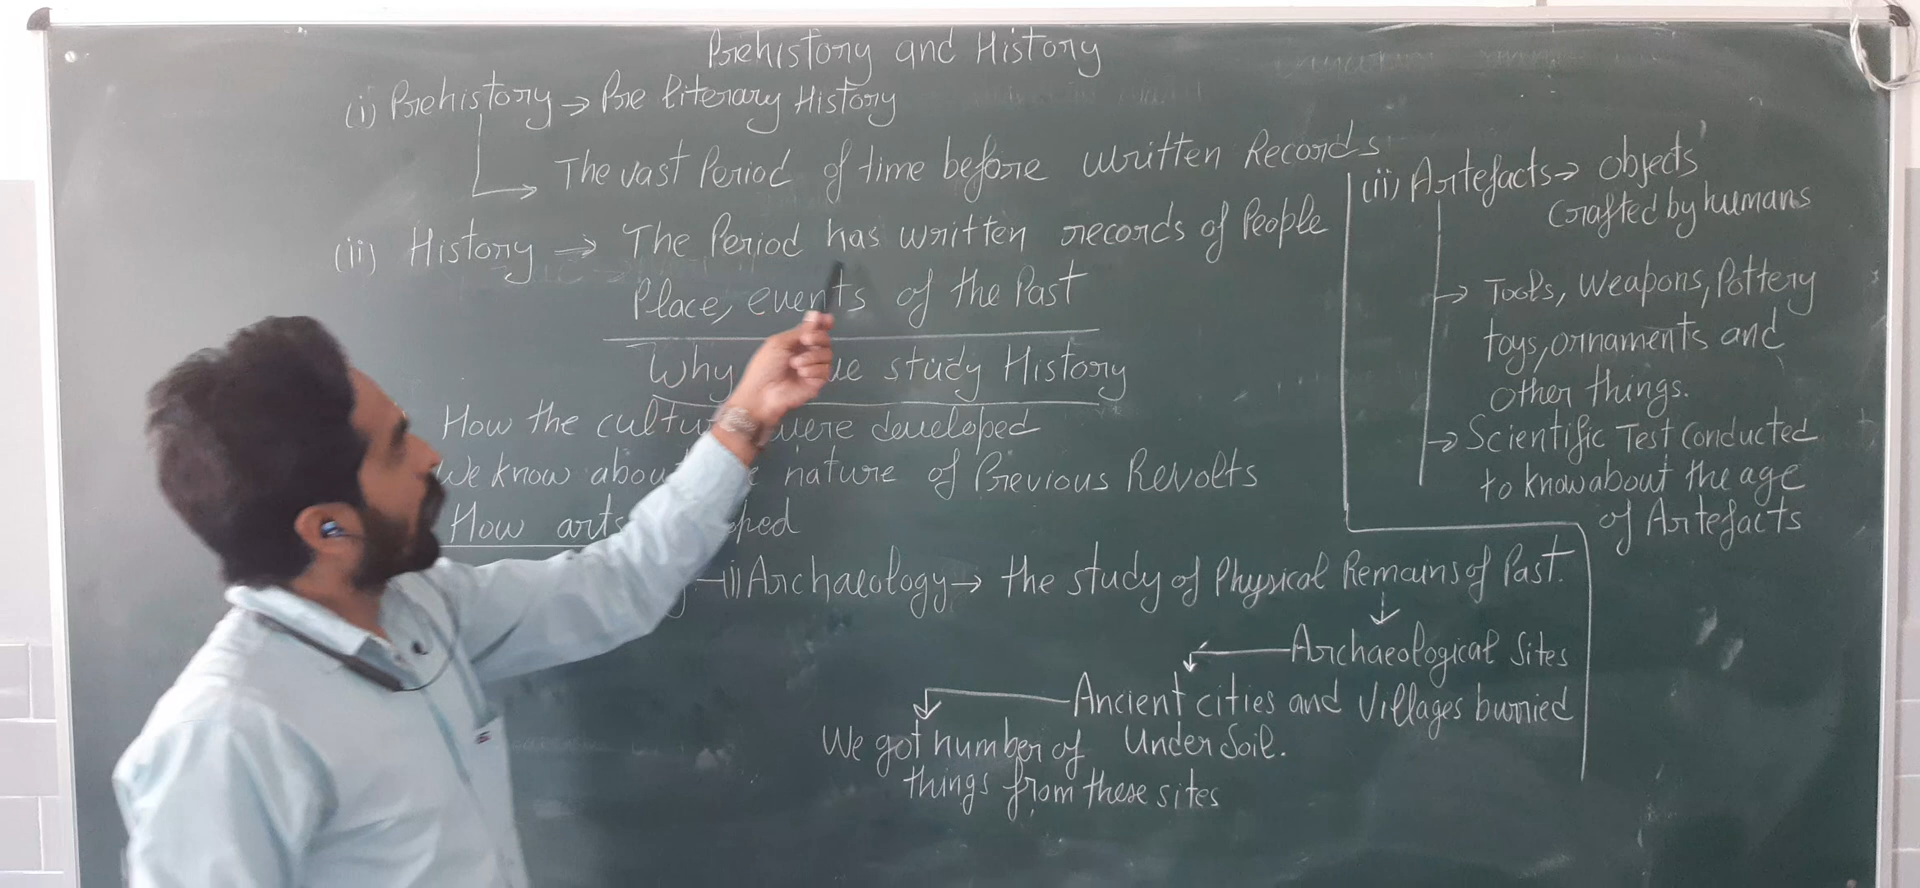 Prehistory and History
(i) Prehistory → Pre literary History
The vast Period of time before written Records
(ii) History → The Period has written records of People
Place, events of the Past
Why we study History
How the cultures were developed
We know about the nature of Previous Revolts
How arts
(i) Archaeology → the study of Physical Remains of Past.
Archaeological Sites
Ancient cities and Villages burried
Under Soil.
We got number of
things from these sites
(ii) Artefacts → objects
Crafted by humans
→ Tools, Weapons, Pottery
toys, ornaments and
other things.
→ Scientific Test Conducted
to know about the age
of Artefacts